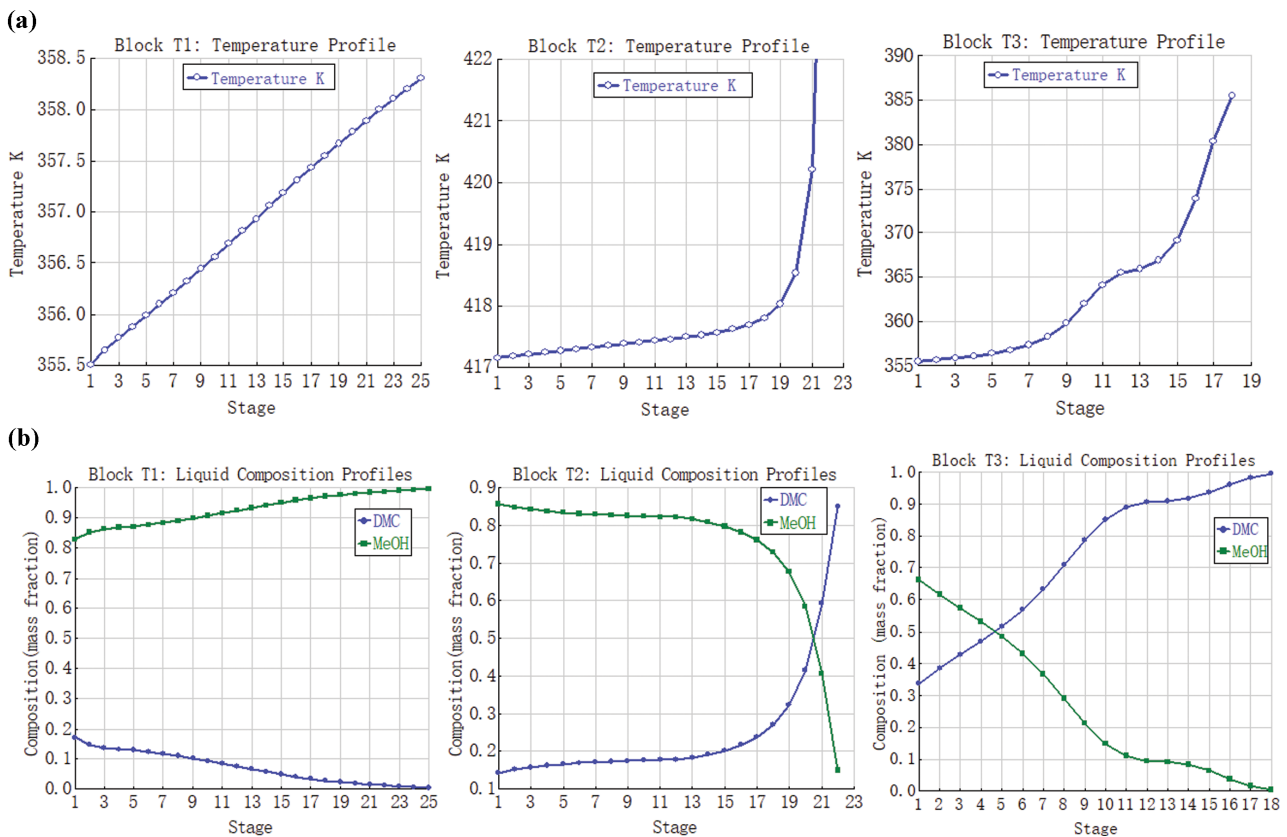 (a)
Block T1: Temperature Profile
Temperature K
358.5
358.0
357.5
357.0
356.5
356.0
355.5
Temperature K
1 3 5 7 9 11 13 15 17 19 21 23 25
Stage
Block T2: Temperature Profile
Temperature K
422
421
420
419
418
417
Temperature K
1 3 5 7 9 11 13 15 17 19 21 23
Stage
Block T3: Temperature Profile
Temperature K
390
385
380
375
370
365
360
355
Temperature K
1 3 5 7 9 11 13 15 17 19
Stage
(b)
Block T1: Liquid Composition Profiles
DMC
MeOH
1.0
0.9
0.8
0.7
0.6
0.5
0.4
0.3
0.2
0.1
0.0
Composition(mass fraction)
1 3 5 7 9 11 13 15 17 19 21 23 25
Stage
Block T2: Liquid Composition Profiles
DMC
MeOH
0.9
0.8
0.7
0.6
0.5
0.4
0.3
0.2
0.1
Composition(mass fraction)
1 3 5 7 9 11 13 15 17 19 21 23
Stage
Block T3: Liquid Composition Profiles
DMC
MeOH
1.0
0.9
0.8
0.7
0.6
0.5
0.4
0.3
0.2
0.1
0.0
Composition (mass fraction)
1 2 3 4 5 6 7 8 9 10 11 12 13 14 15 16 17 18
Stage